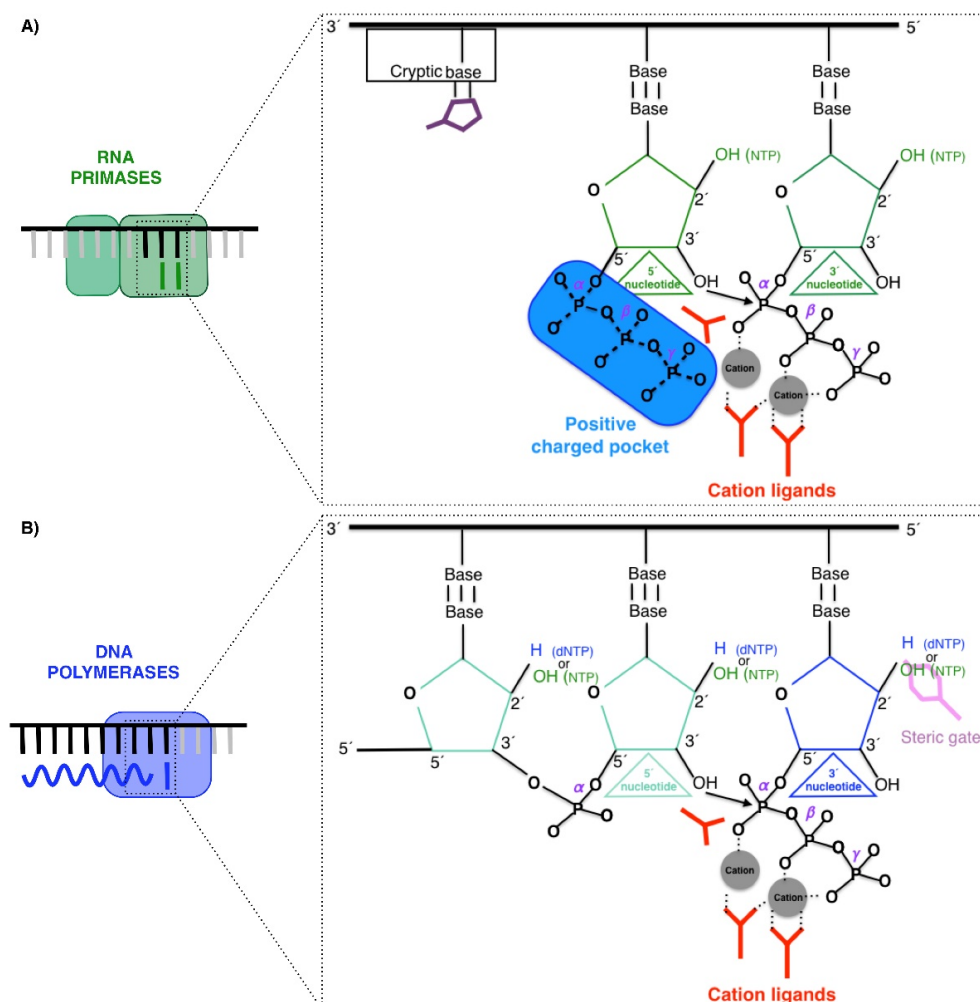 A)
3´ 5´
Cryptic base
Base Base
Base Base
RNA
PRIMASES
OH (NTP) OH (NTP)
O O
2´ 2´
3´ 3´
5´ 5´
OH OH
5´
nucleotide
3´
nucleotide
O α O O α O
P β O P β
O O P O O O P O γ
O γ O O P O
O P O O
O
Cation
Cation
Positive
charged pocket
Cation ligands
B)
3´ 5´
Base Base Base
Base Base Base
DNA
POLYMERASES
H (dNTP) H (dNTP) H (dNTP)
or or or
OH (NTP) OH (NTP) OH (NTP)
O O O
2´ 2´ 2´
Steric gate
5´ 3´ 3´ 3´
5´ 5´ 5´
O OH OH
5´
nucleotide
3´
nucleotide
α O O α O
O P O P β
O O O P O γ
O O P O
O O
Cation
Cation
Cation ligands